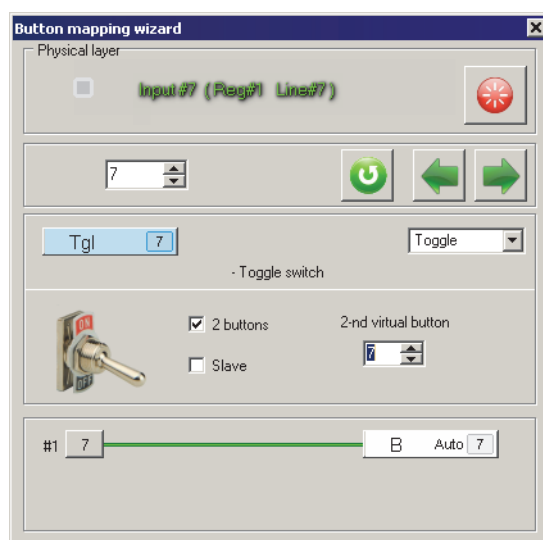 Button mapping wizard
Physical layer
Input#7 (Reg#1 Line#7)
7
Tgl 7
Toggle
- Toggle switch
ON
OFF
2 buttons
2-nd virtual button
Slave
7
#1 7
B Auto 7